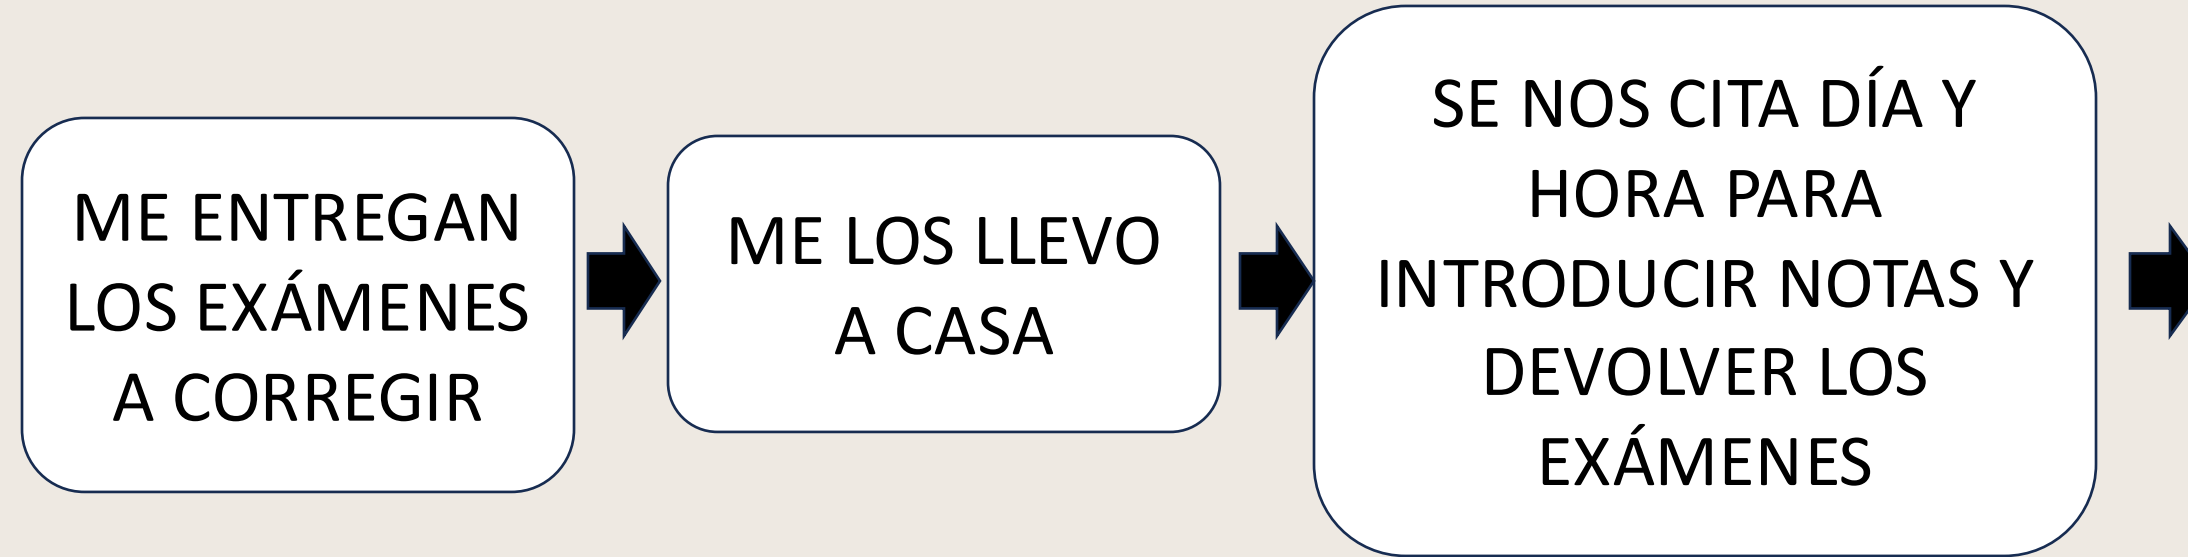 ME ENTREGAN
LOS EXÁMENES
A CORREGIR
ME LOS LLEVO
A CASA
SE NOS CITA DÍA Y
HORA PARA
INTRODUCIR NOTAS Y
DEVOLVER LOS
EXÁMENES